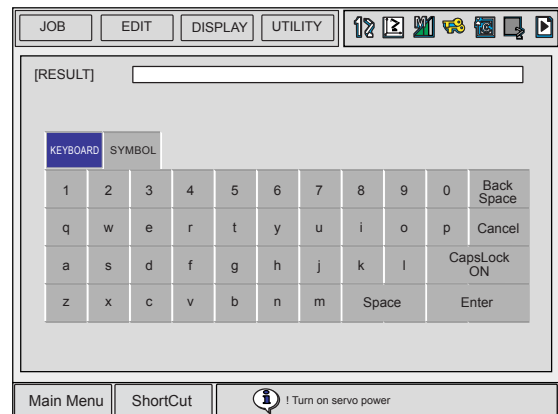 JOB EDIT DISPLAY UTILITY
[RESULT]
KEYBOARD SYMBOL
1 2 3 4 5 6 7 8 9 0 Back Space
q w e r t y u i o p Cancel
a s d f g h j k l CapsLock ON
z x c v b n m Space Enter
Main Menu ShortCut ! Turn on servo power